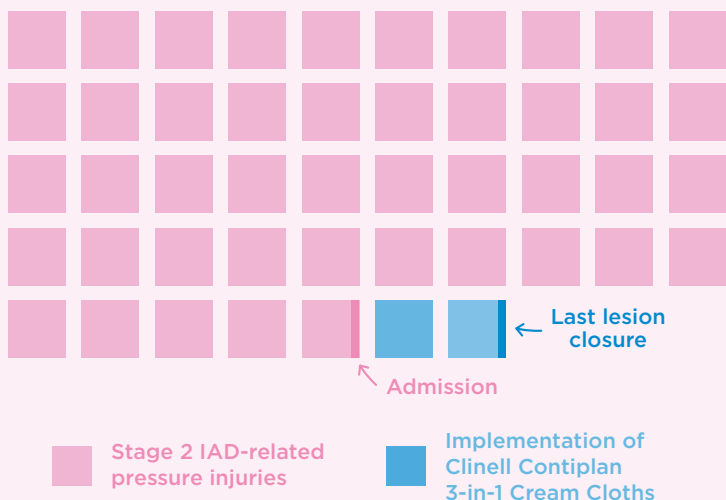 Last lesion
closure
Admission
Stage 2 IAD-related
pressure injuries
Implementation of
Clinell Contiplan
3-in-1 Cream Cloths